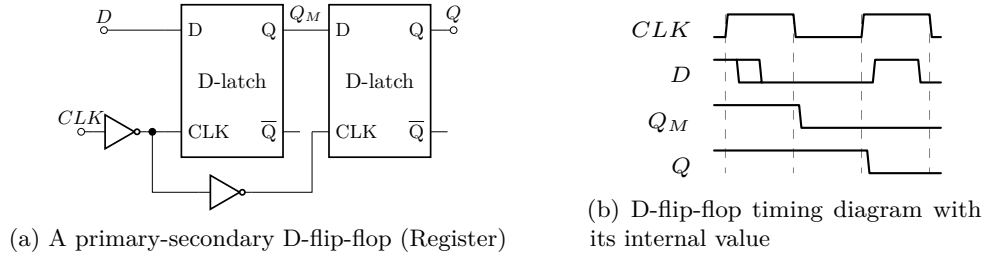 D
Q_M
Q
D Q
D Q
D-latch
D-latch
CLK
CLK Q̅
CLK Q̅
(a) A primary-secondary D-flip-flop (Register)
CLK
D
Q_M
Q
(b) D-flip-flop timing diagram with
its internal value